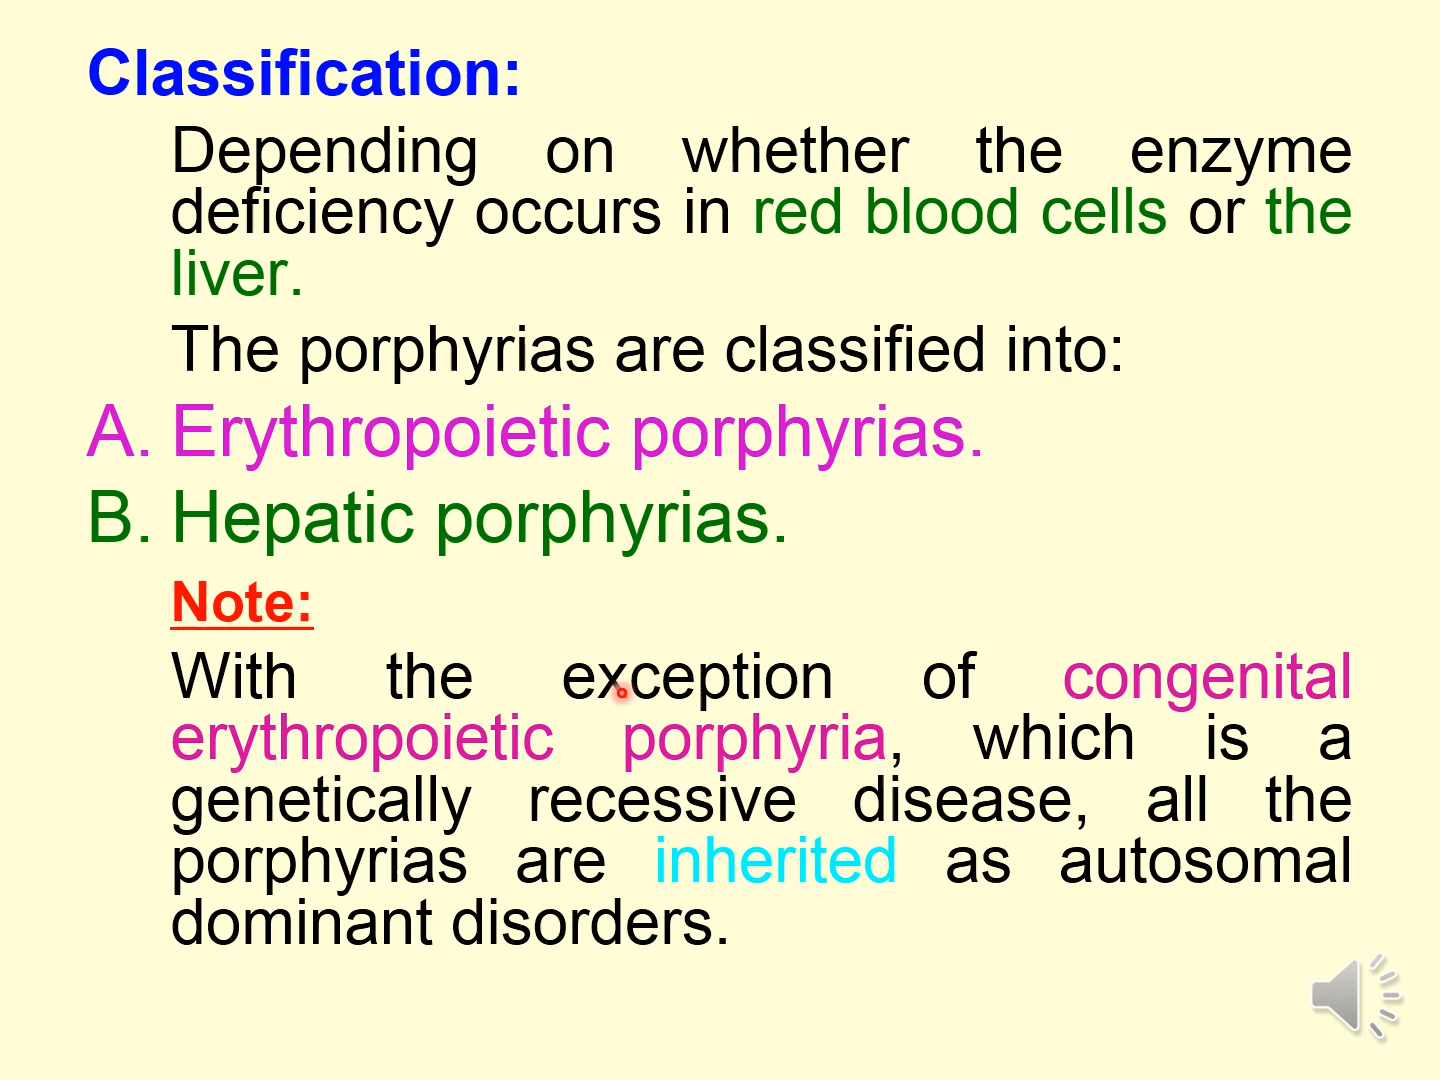 Classification:
Depending on whether the enzyme
deficiency occurs in red blood cells or the
liver.
The porphyrias are classified into:
A. Erythropoietic porphyrias.
B. Hepatic porphyrias.
Note:
With the exception of congenital
erythropoietic porphyria, which is a
genetically recessive disease, all the
porphyrias are inherited as autosomal
dominant disorders.